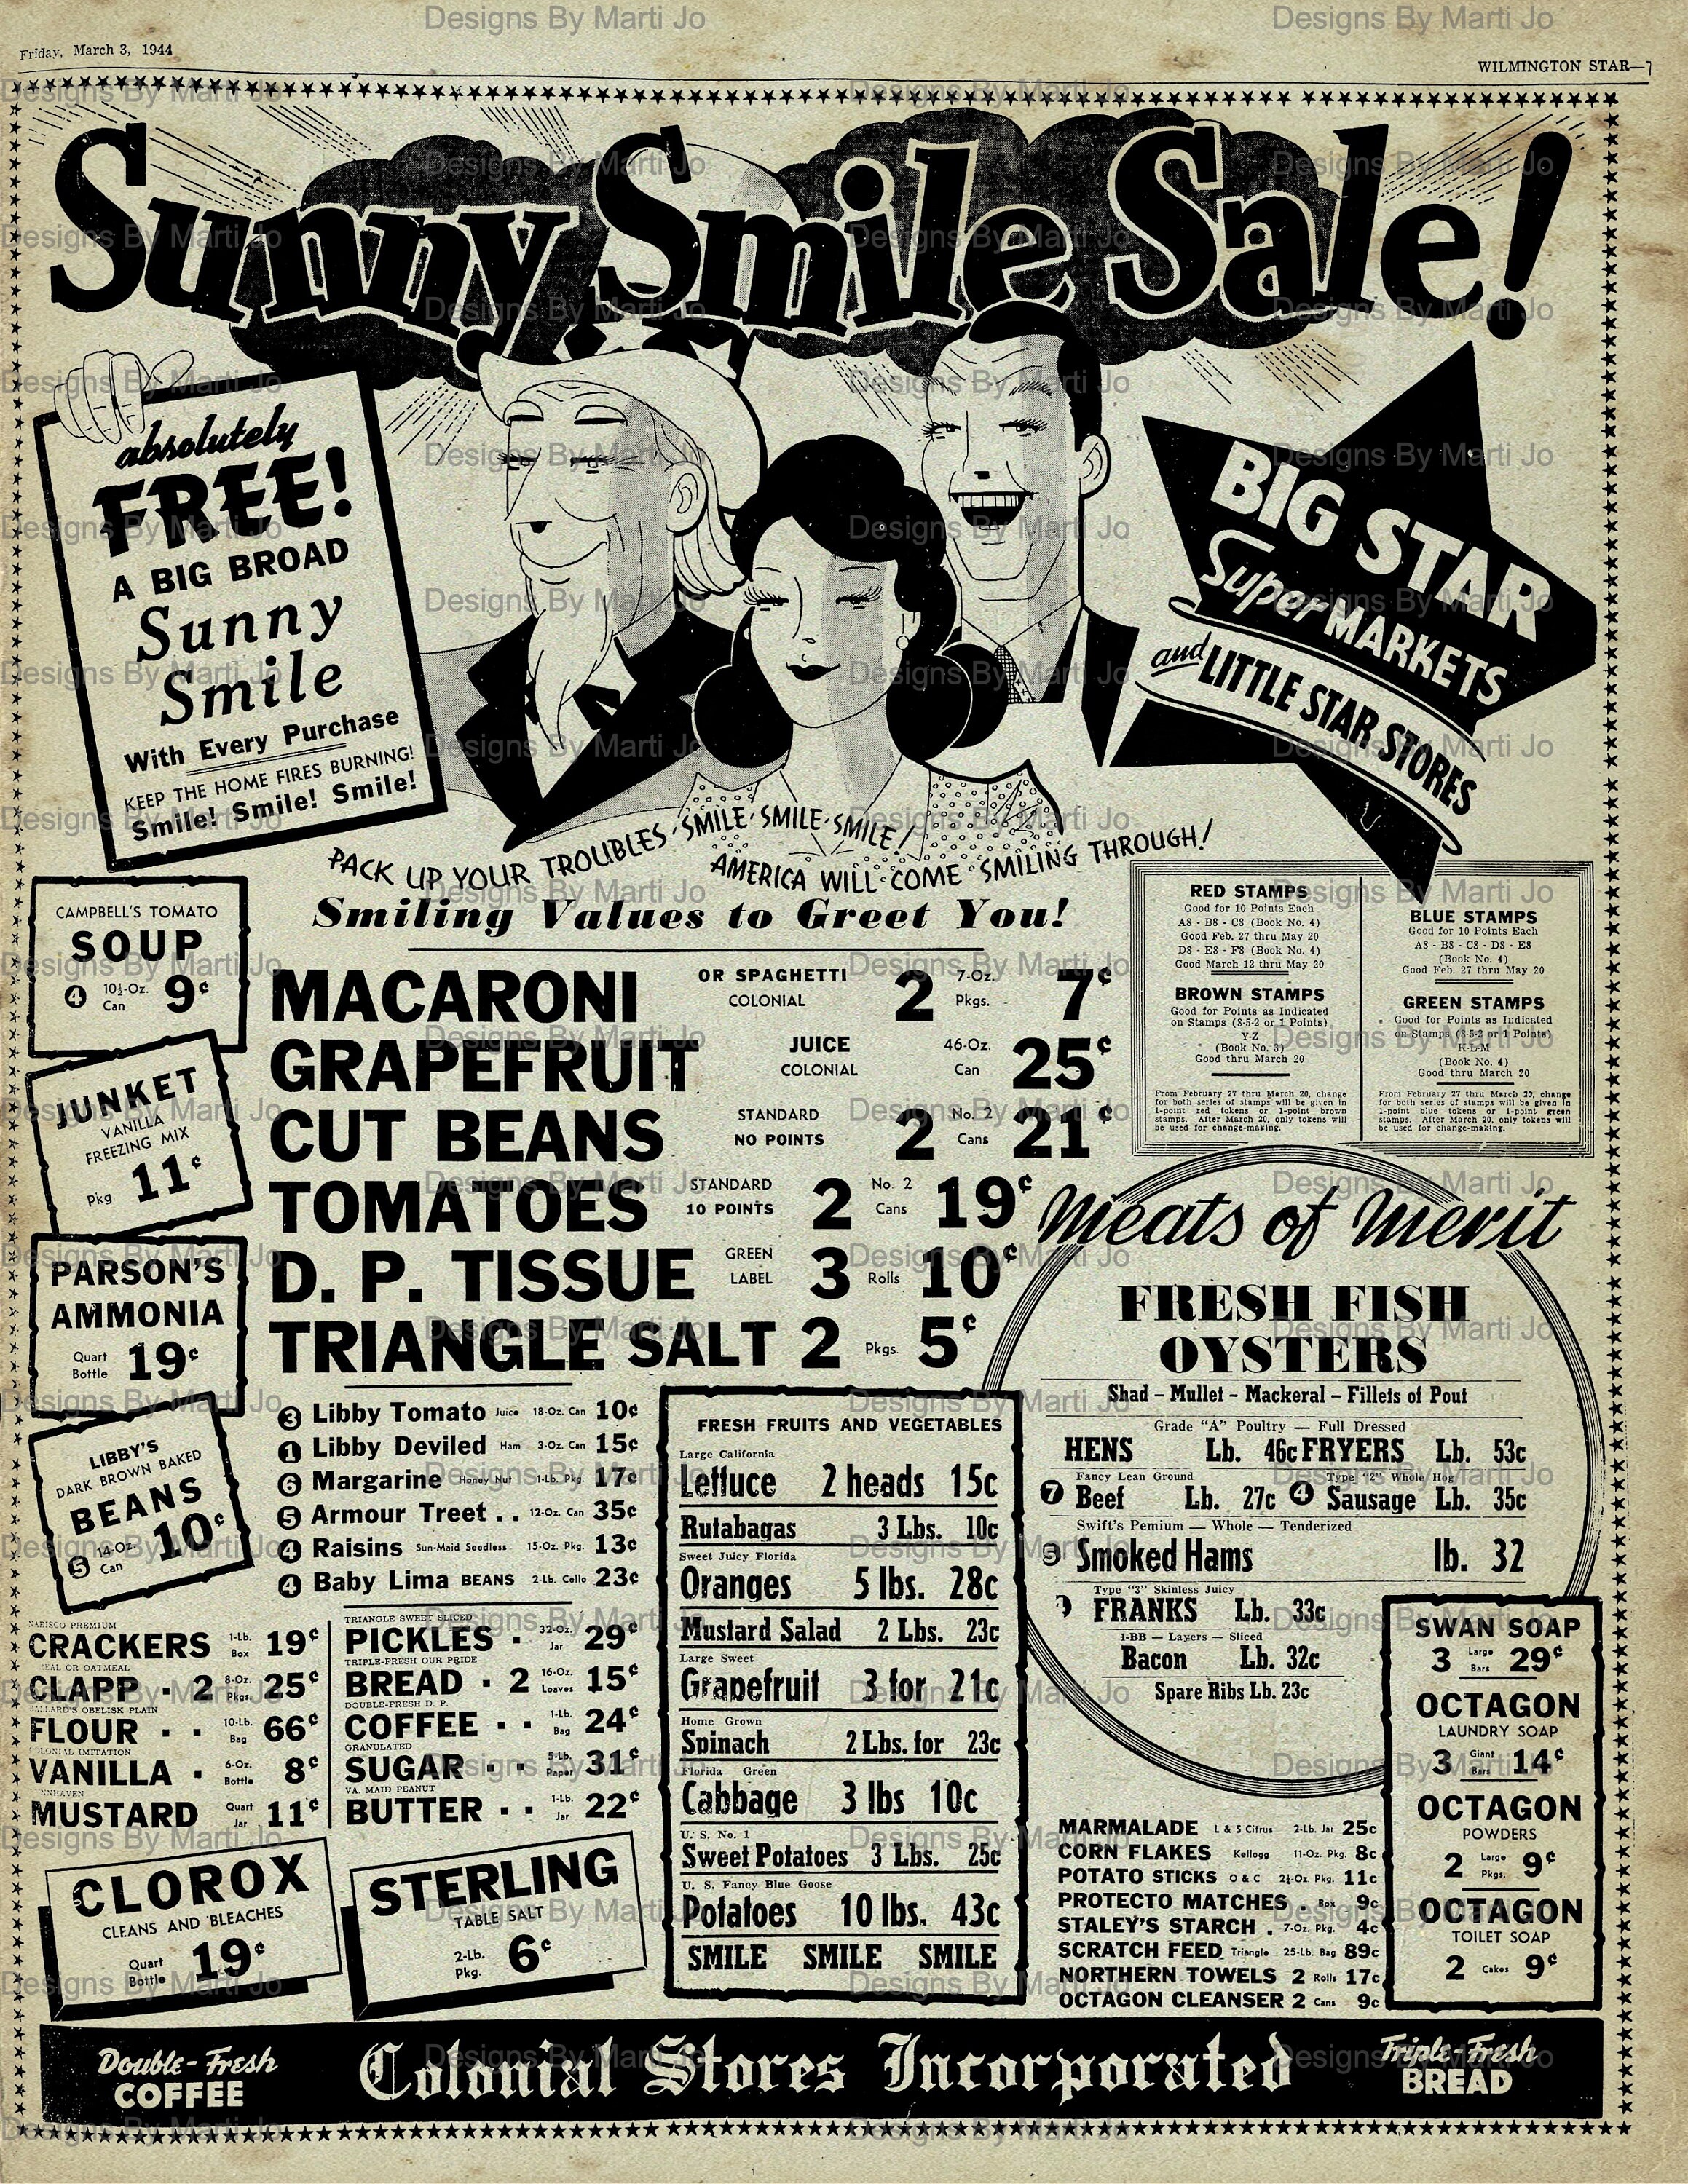 Friday, March 3, 1944
WILMINGTON STAR—7
Sunny Smile Sale!
absolutely
FREE!
A BIG BROAD
Sunny
Smile
With Every Purchase
KEEP THE HOME FIRES BURNING!
Smile! Smile! Smile!
BIG STAR
Super MARKETS
and LITTLE STAR STORES
PACK UP YOUR TROUBLES · SMILE · SMILE · SMILE!
AMERICA WILL COME SMILING THROUGH!
Smiling Values to Greet You!
CAMPBELL'S TOMATO
SOUP
4 10½-Oz. Can 9¢
JUNKET
VANILLA
FREEZING MIX
Pkg 11¢
PARSON'S
AMMONIA
Quart Bottle 19¢
LIBBY'S
DARK BROWN BAKED
BEANS
5 14-Oz. Can 10¢
MACARONI OR SPAGHETTI COLONIAL 2 7-Oz. Pkgs. 7¢
GRAPEFRUIT JUICE COLONIAL 46-Oz. Can 25¢
CUT BEANS STANDARD NO POINTS 2 No. 2 Cans 21¢
TOMATOES STANDARD 10 POINTS 2 No. 2 Cans 19¢
D. P. TISSUE GREEN LABEL 3 Rolls 10¢
TRIANGLE SALT 2 Pkgs. 5¢
RED STAMPS
Good for 10 Points Each
A8 - B8 - C8 (Book No. 4)
Good Feb. 27 thru May 20
D8 - E8 - F8 (Book No. 4)
Good March 12 thru May 20
BROWN STAMPS
Good for Points as Indicated
on Stamps (8-5-2 or 1 Points)
Y-Z
(Book No. 3)
Good thru March 20
From February 27 thru March 20, change
for both series of stamps will be given in
1-point red tokens or 1-point brown
stamps. After March 20, only tokens will
be used for change-making.
BLUE STAMPS
Good for 10 Points Each
A8 - B8 - C8 - D8 - E8
(Book No. 4)
Good Feb. 27 thru May 20
GREEN STAMPS
Good for Points as Indicated
on Stamps (8-5-2 or 1 Points)
K-L-M
(Book No. 4)
Good thru March 20
From February 27 thru March 20, change
for both series of stamps will be given in
1-point blue tokens or 1-point green
stamps. After March 20, only tokens will
be used for change-making.
3 Libby Tomato Juice 18-Oz. Can 10¢
1 Libby Deviled Ham 3-Oz. Can 15¢
6 Margarine Honey Nut 1-Lb. Pkg. 17¢
5 Armour Treet . . 12-Oz. Can 35¢
4 Raisins Sun-Maid Seedless 15-Oz. Pkg. 13¢
4 Baby Lima BEANS 2-Lb. Cello 23¢
NABISCO PREMIUM
CRACKERS 1-Lb. Box 19¢
OR OATMEAL
CLAPP · 2 8-Oz. Pkgs. 25¢
BALLARD'S OBELISK PLAIN
FLOUR · · 10-Lb. Bag 66¢
COLONIAL IMITATION
VANILLA · 6-Oz. Bottle 8¢
MUSTARD Quart Jar 11¢
TRIANGLE SWEET SLICED
PICKLES · 32-Oz. Jar 29¢
TRIPLE-FRESH OUR PRIDE
BREAD · 2 16-Oz. Loaves 15¢
DOUBLE-FRESH D. P.
COFFEE · · 1-Lb. Bag 24¢
GRANULATED
SUGAR · · 5-Lb. Paper 31¢
VA. MAID PEANUT
BUTTER · · 1-Lb. Jar 22¢
CLOROX
CLEANS AND BLEACHES
Quart Bottle 19¢
STERLING
TABLE SALT
2-Lb. Pkg. 6¢
FRESH FRUITS AND VEGETABLES
Large California
Lettuce 2 heads 15c
Rutabagas 3 Lbs. 10c
Sweet Juicy Florida
Oranges 5 lbs. 28c
Mustard Salad 2 Lbs. 23c
Large Sweet
Grapefruit 3 for 21c
Home Grown
Spinach 2 Lbs. for 23c
Florida Green
Cabbage 3 lbs 10c
U. S. No. 1
Sweet Potatoes 3 Lbs. 25c
U. S. Fancy Blue Goose
Potatoes 10 lbs. 43c
SMILE SMILE SMILE
Meats of Merit
FRESH FISH
OYSTERS
Shad – Mullet – Mackeral – Fillets of Pout
Grade "A" Poultry — Full Dressed
HENS Lb. 46c FRYERS Lb. 53c
Fancy Lean Ground Type "2" Whole Hog
7 Beef Lb. 27c 4 Sausage Lb. 35c
Swift's Pemium — Whole — Tenderized
Smoked Hams lb. 32
Type "3" Skinless Juicy
FRANKS Lb. 33c
1-BB — Layers — Sliced
Bacon Lb. 32c
Spare Ribs Lb. 23c
MARMALADE L & S Citrus 2-Lb. Jar 25c
CORN FLAKES Kellogg 11-Oz. Pkg. 8c
POTATO STICKS O & C 2½-Oz. Pkg. 11c
PROTECTO MATCHES . Box 9c
STALEY'S STARCH . 7-Oz. Pkg. 4c
SCRATCH FEED Triangle 25-Lb. Bag 89c
NORTHERN TOWELS 2 Rolls 17c
OCTAGON CLEANSER 2 Cans 9c
SWAN SOAP
3 Large Bars 29¢
OCTAGON
LAUNDRY SOAP
3 Giant Bars 14¢
OCTAGON
POWDERS
2 Large Pkgs. 9¢
OCTAGON
TOILET SOAP
2 Cakes 9¢
Double-Fresh
COFFEE
Colonial Stores Incorporated
Triple-Fresh
BREAD
Designs By Marti Jo